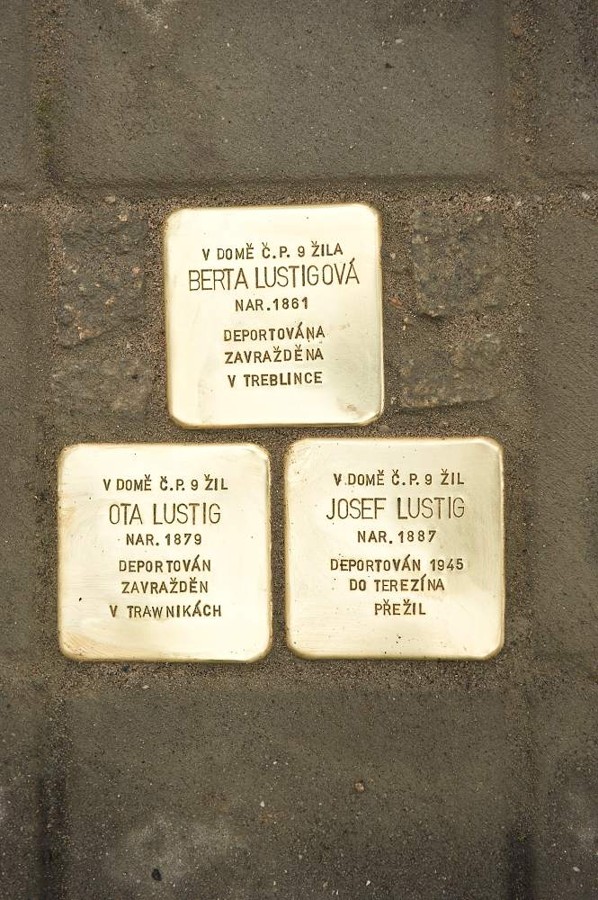 V DOMĚ Č.P. 9 ŽILA
BERTA LUSTIGOVÁ
NAR.1861
DEPORTOVÁNA
ZAVRAŽDĚNA
V TREBLINCE
V DOMĚ Č.P. 9 ŽIL
OTA LUSTIG
NAR. 1879
DEPORTOVÁN
ZAVRAŽDĚN
V TRAWNIKÁCH
V DOMĚ Č.P. 9 ŽIL
JOSEF LUSTIG
NAR. 1887
DEPORTOVÁN 1945
DO TEREZÍNA
PŘEŽIL